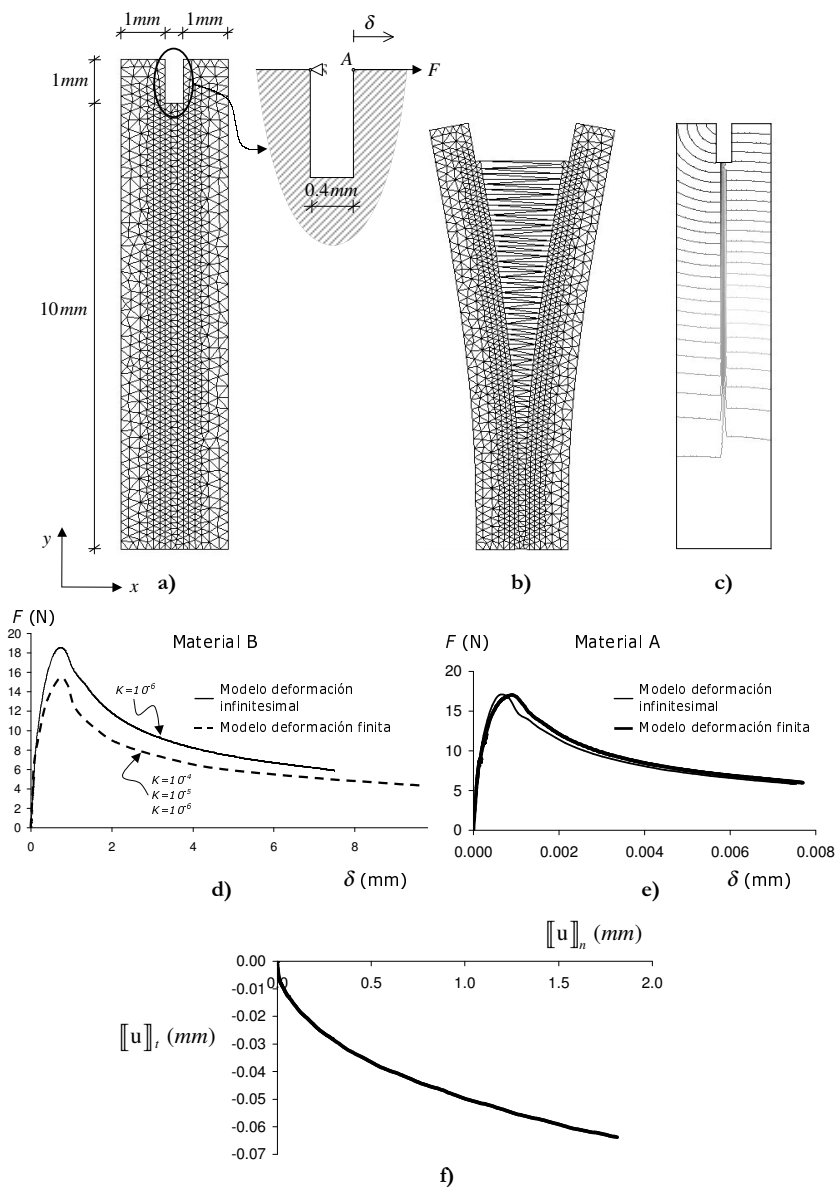 1mm 1mm
δ
1mm
A
F
0.4mm
10mm
y
x
a)
b)
c)
F (N)
Material B
20
18
16
14
12
10
8
6
4
2
0
K=10⁻⁶
Modelo deformación
infinitesimal
Modelo deformación finita
K=10⁻⁴
K=10⁻⁵
K=10⁻⁶
0 2 4 6 8
δ (mm)
d)
F (N)
Material A
20
15
10
5
0
Modelo deformación
infinitesimal
Modelo deformación finita
0.000 0.002 0.004 0.006 0.008
δ (mm)
e)
⟦u⟧ₙ (mm)
0.00
0.0 0.5 1.0 1.5 2.0
-0.01
-0.02
-0.03
-0.04
-0.05
-0.06
-0.07
⟦u⟧ₜ (mm)
f)